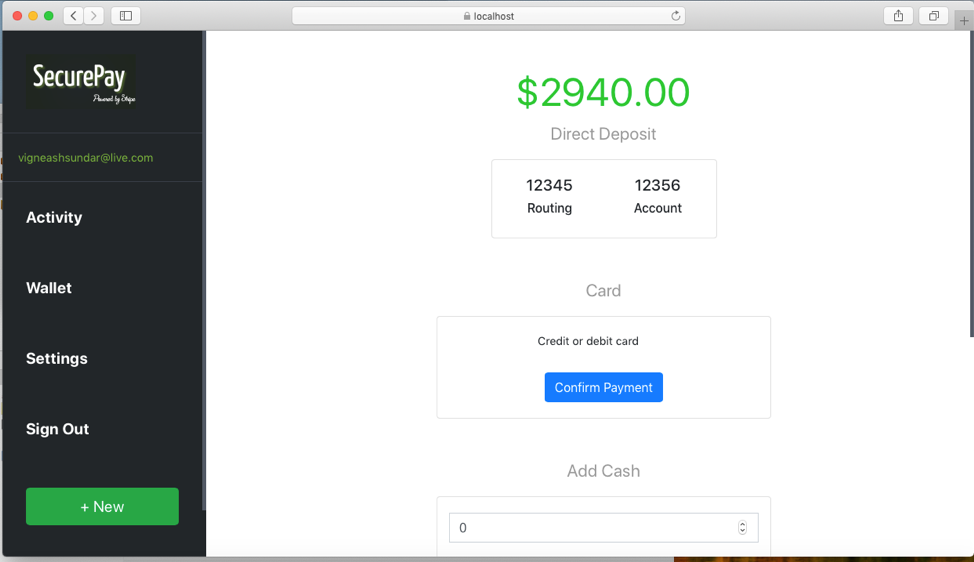 localhost
SecurePay
Powered by Stripe
vigneashsundar@live.com
Activity
Wallet
Settings
Sign Out
+ New
$2940.00
Direct Deposit
12345 12356
Routing Account
Card
Credit or debit card
Confirm Payment
Add Cash
0